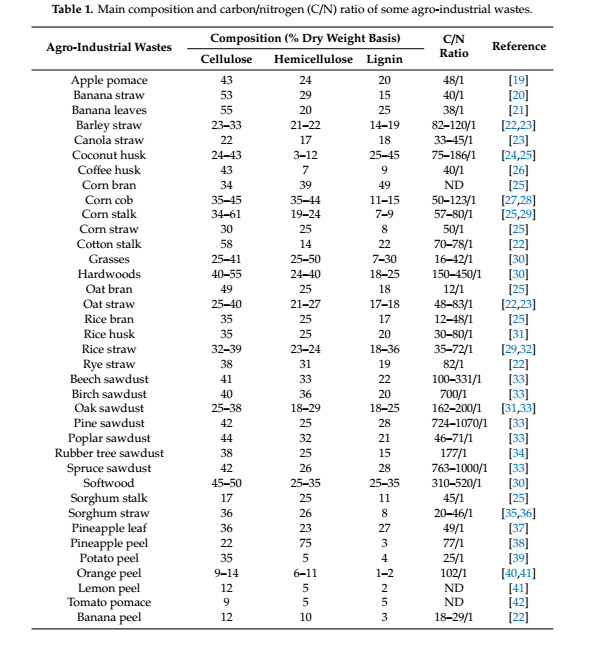 Table 1. Main composition and carbon/nitrogen (C/N) ratio of some agro-industrial wastes.
Agro-Industrial Wastes Composition (% Dry Weight Basis) C/N Ratio Reference
Cellulose Hemicellulose Lignin
Apple pomace 43 24 20 48/1 [19]
Banana straw 53 29 15 40/1 [20]
Banana leaves 55 20 25 38/1 [21]
Barley straw 23–33 21–22 14–19 82–120/1 [22,23]
Canola straw 22 17 18 33–45/1 [23]
Coconut husk 24–43 3–12 25–45 75–186/1 [24,25]
Coffee husk 43 7 9 40/1 [26]
Corn bran 34 39 49 ND [25]
Corn cob 35–45 35–44 11–15 50–123/1 [27,28]
Corn stalk 34–61 19–24 7–9 57–80/1 [25,29]
Corn straw 30 25 8 50/1 [25]
Cotton stalk 58 14 22 70–78/1 [22]
Grasses 25–41 25–50 7–30 16–42/1 [30]
Hardwoods 40–55 24–40 18–25 150–450/1 [30]
Oat bran 49 25 18 12/1 [25]
Oat straw 25–40 21–27 17–18 48–83/1 [22,23]
Rice bran 35 25 17 12–48/1 [25]
Rice husk 35 25 20 30–80/1 [31]
Rice straw 32–39 23–24 18–36 35–72/1 [29,32]
Rye straw 38 31 19 82/1 [22]
Beech sawdust 41 33 22 100–331/1 [33]
Birch sawdust 40 36 20 700/1 [33]
Oak sawdust 25–38 18–29 18–25 162–200/1 [31,33]
Pine sawdust 42 25 28 724–1070/1 [33]
Poplar sawdust 44 32 21 46–71/1 [33]
Rubber tree sawdust 38 25 15 177/1 [34]
Spruce sawdust 42 26 28 763–1000/1 [33]
Softwood 45–50 25–35 25–35 310–520/1 [30]
Sorghum stalk 17 25 11 45/1 [25]
Sorghum straw 36 26 8 20–46/1 [35,36]
Pineapple leaf 36 23 27 49/1 [37]
Pineapple peel 22 75 3 77/1 [38]
Potato peel 35 5 4 25/1 [39]
Orange peel 9–14 6–11 1–2 102/1 [40,41]
Lemon peel 12 5 2 ND [41]
Tomato pomace 9 5 5 ND [42]
Banana peel 12 10 3 18–29/1 [22]